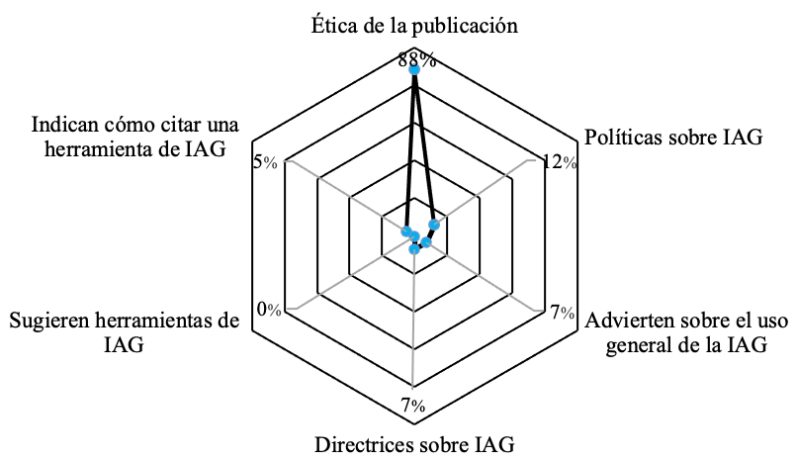 Ética de la publicación
88%
Indican cómo citar una
herramienta de IAG
5%
Políticas sobre IAG
12%
Sugieren herramientas de
IAG
0%
Advierten sobre el uso
general de la IAG
7%
7%
Directrices sobre IAG